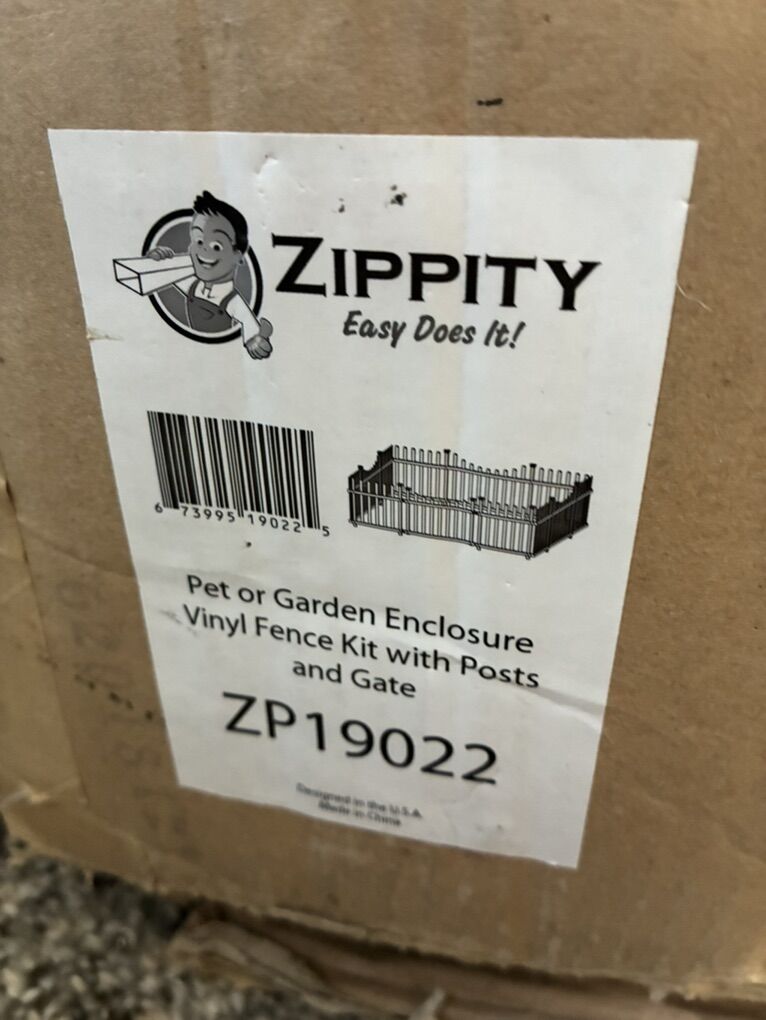 ZIPPITY
Easy Does It!
6 73995 19022 5
Pet or Garden Enclosure
Vinyl Fence Kit with Posts
and Gate
ZP19022
Designed in the U.S.A.
Made in China